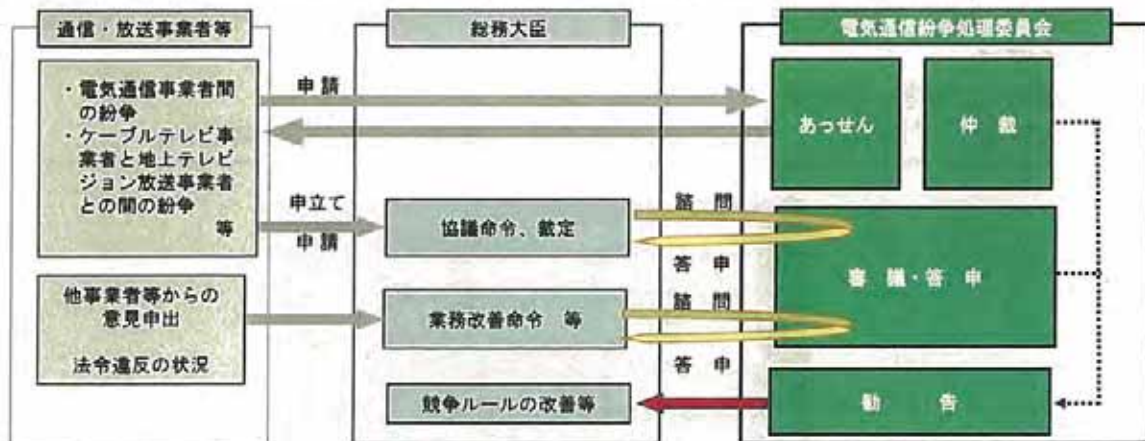 通信・放送事業者等
・電気通信事業者間
の紛争
・ケーブルテレビ事
業者と地上テレビ
ジョン放送事業者
との間の紛争
等
他事業者等からの
意見申出
法令違反の状況
申請
申立て
申請
総務大臣
協議命令、裁定
業務改善命令 等
競争ルールの改善等
諮問
答申
諮問
答申
電気通信紛争処理委員会
あっせん
仲裁
審議・答申
勧告